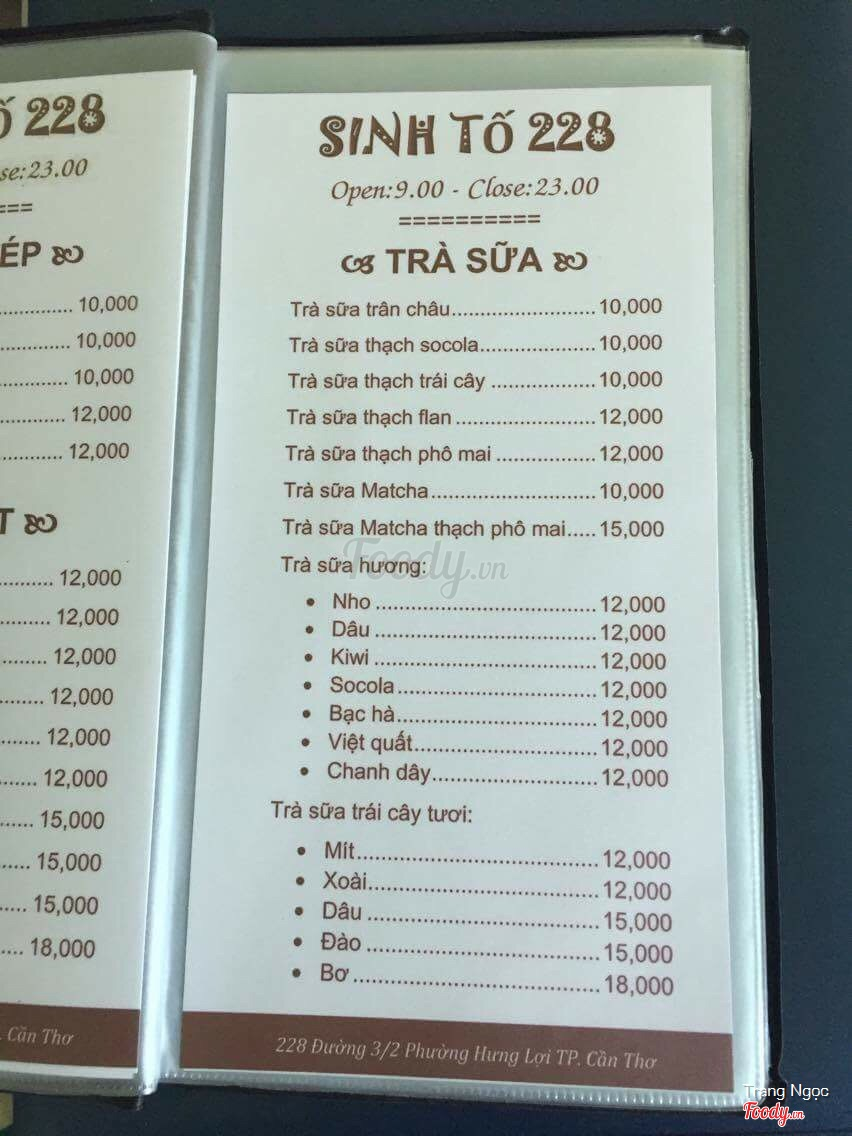 Ố 228
se:23.00
===
ÉP
............. 10,000
............. 10,000
............ 10,000
............. 12,000
............ 12,000
T
.......... 12,000
......... 12,000
........ 12,000
........ 12,000
....... 12,000
....... 12,000
...... 15,000
..... 15,000
..... 15,000
.... 18,000
. Cần Thơ
SINH TỐ 228
Open:9.00 - Close:23.00
==========
TRÀ SỮA
Trà sữa trân châu.........................10,000
Trà sữa thạch socola....................10,000
Trà sữa thạch trái cây ..................10,000
Trà sữa thạch flan ........................12,000
Trà sữa thạch phô mai .................12,000
Trà sữa Matcha.............................10,000
Trà sữa Matcha thạch phô mai.....15,000
Trà sữa hương:
• Nho ......................................12,000
• Dâu ......................................12,000
• Kiwi ......................................12,000
• Socola...................................12,000
• Bạc hà...................................12,000
• Việt quất................................12,000
• Chanh dây.............................12,000
Trà sữa trái cây tươi:
• Mít..........................................12,000
• Xoài........................................12,000
• Dâu ........................................15,000
• Đào ........................................15,000
• Bơ..........................................18,000
228 Đường 3/2 Phường Hưng Lợi TP. Cần Thơ
Foody.vn
Trang Ngọc
Foody.vn